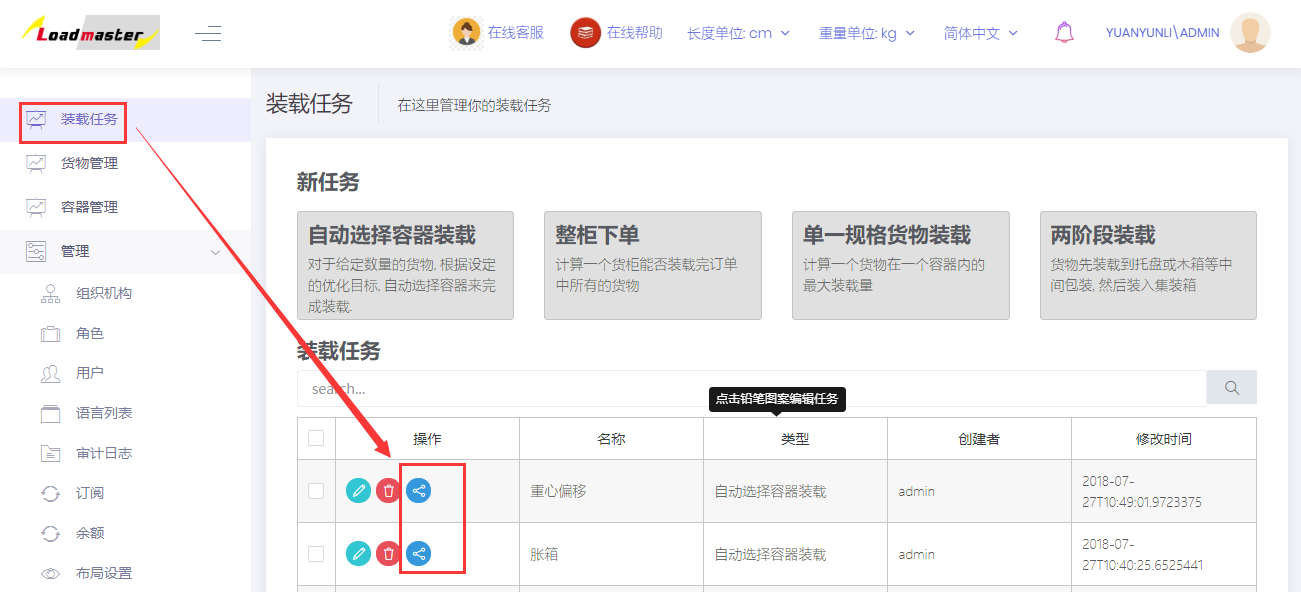 Loadmaster
在线客服
在线帮助
长度单位: cm
重量单位: kg
简体中文
YUANYUNLI\ADMIN
装载任务
货物管理
容器管理
管理
组织机构
角色
用户
语言列表
审计日志
订阅
余额
布局设置
装载任务
在这里管理你的装载任务
新任务
自动选择容器装载
对于给定数量的货物, 根据设定
的优化目标, 自动选择容器来完
成装载.
整柜下单
计算一个货柜能否装载完订单
中所有的货物
单一规格货物装载
计算一个货物在一个容器内的
最大装载量
两阶段装载
货物先装载到托盘或木箱等中
间包装, 然后装入集装箱
装载任务
search...
点击铅笔图案编辑任务
操作
名称
类型
创建者
修改时间
重心偏移
自动选择容器装载
admin
2018-07-
27T10:49:01.9723375
胀箱
自动选择容器装载
admin
2018-07-
27T10:40:25.6525441